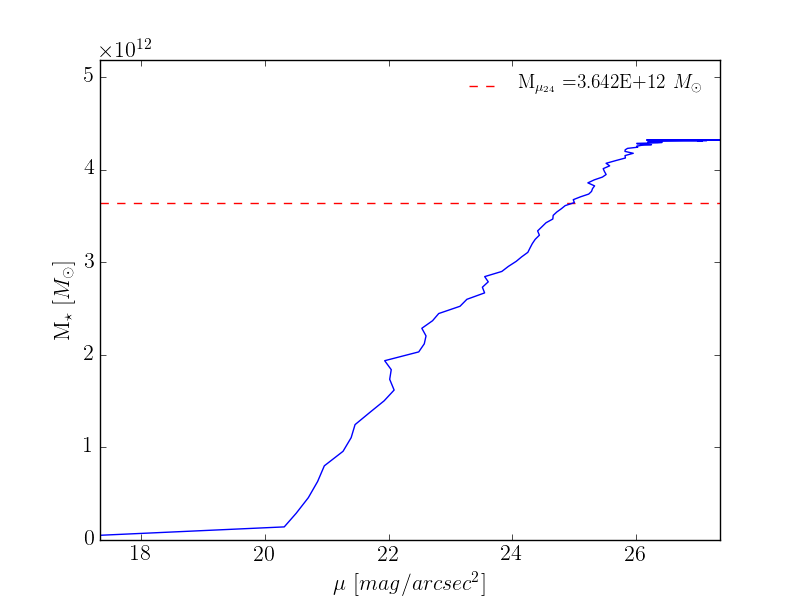 ×10¹²
M_μ₂₄ =3.642E+12 M_⊙
5
4
3
2
1
0
M⋆ [M_⊙]
18 20 22 24 26
μ [mag/arcsec²]